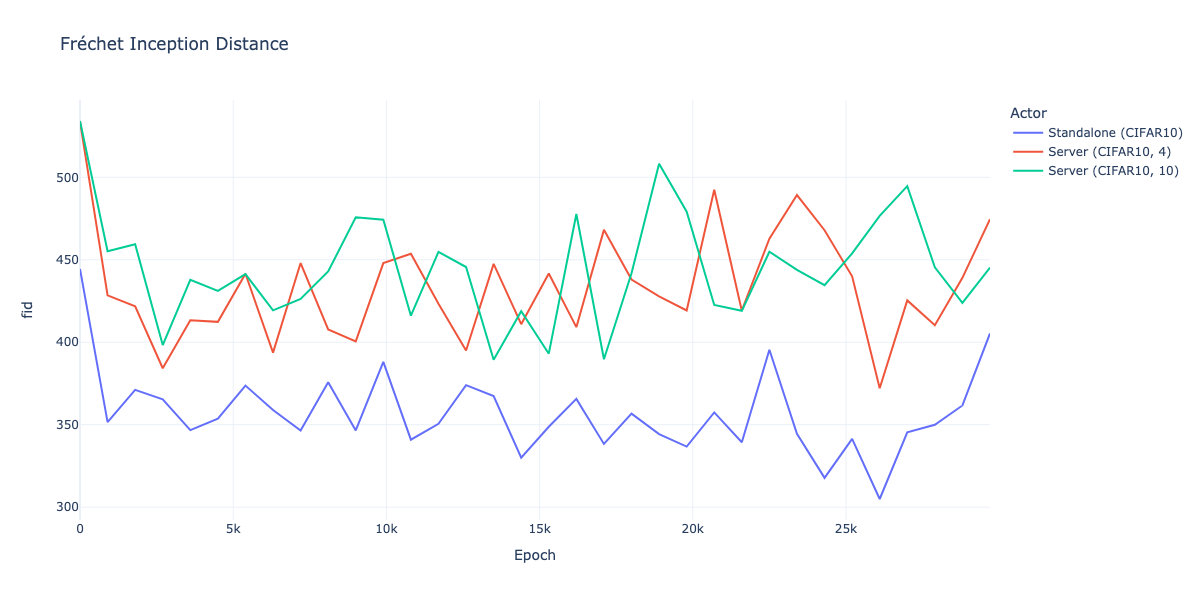 Fréchet Inception Distance
Actor
Standalone (CIFAR10)
Server (CIFAR10, 4)
Server (CIFAR10, 10)
fid
500
450
400
350
300
0 5k 10k 15k 20k 25k
Epoch